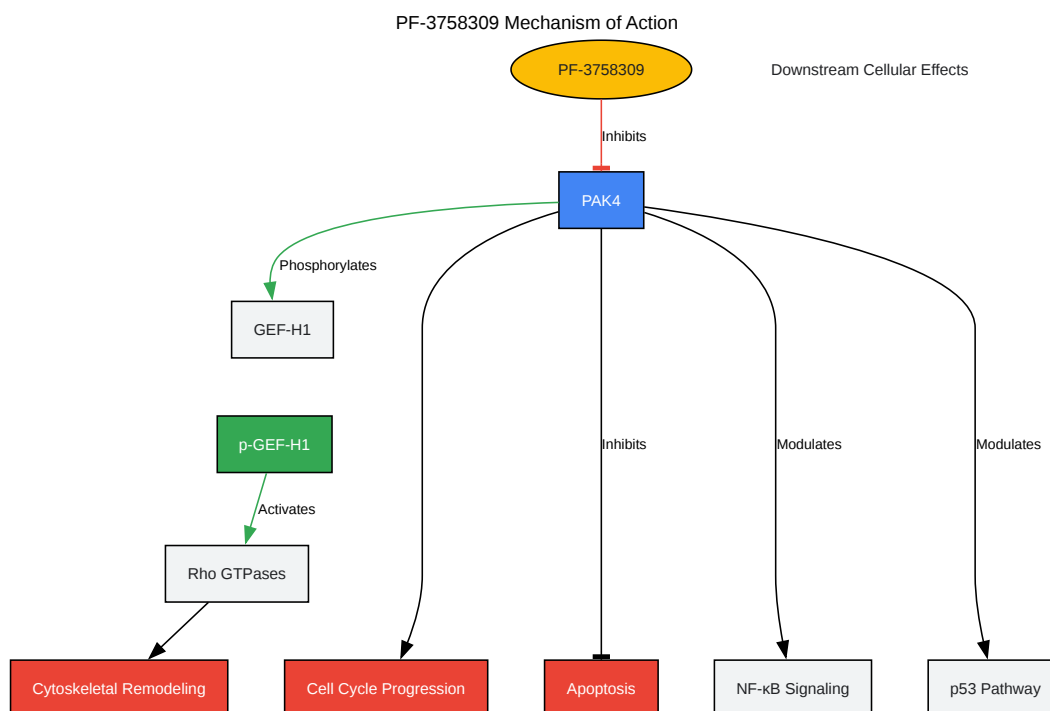 PF-3758309 Mechanism of Action
PF-3758309
Downstream Cellular Effects
Inhibits
PAK4
Phosphorylates
GEF-H1
p-GEF-H1
Inhibits
Modulates
Modulates
Activates
Rho GTPases
Cytoskeletal Remodeling
Cell Cycle Progression
Apoptosis
NF-κB Signaling
p53 Pathway